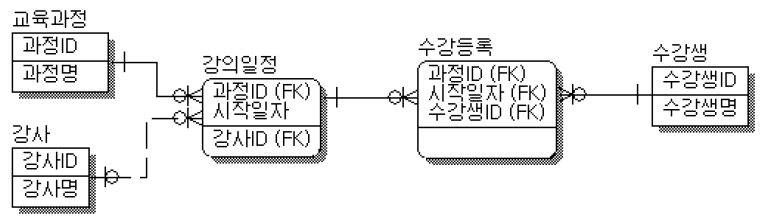 교육과정
과정ID
과정명
강의일정
과정ID (FK)
시작일자
강사ID (FK)
수강등록
과정ID (FK)
시작일자 (FK)
수강생ID (FK)
수강생
수강생ID
수강생명
강사
강사ID
강사명